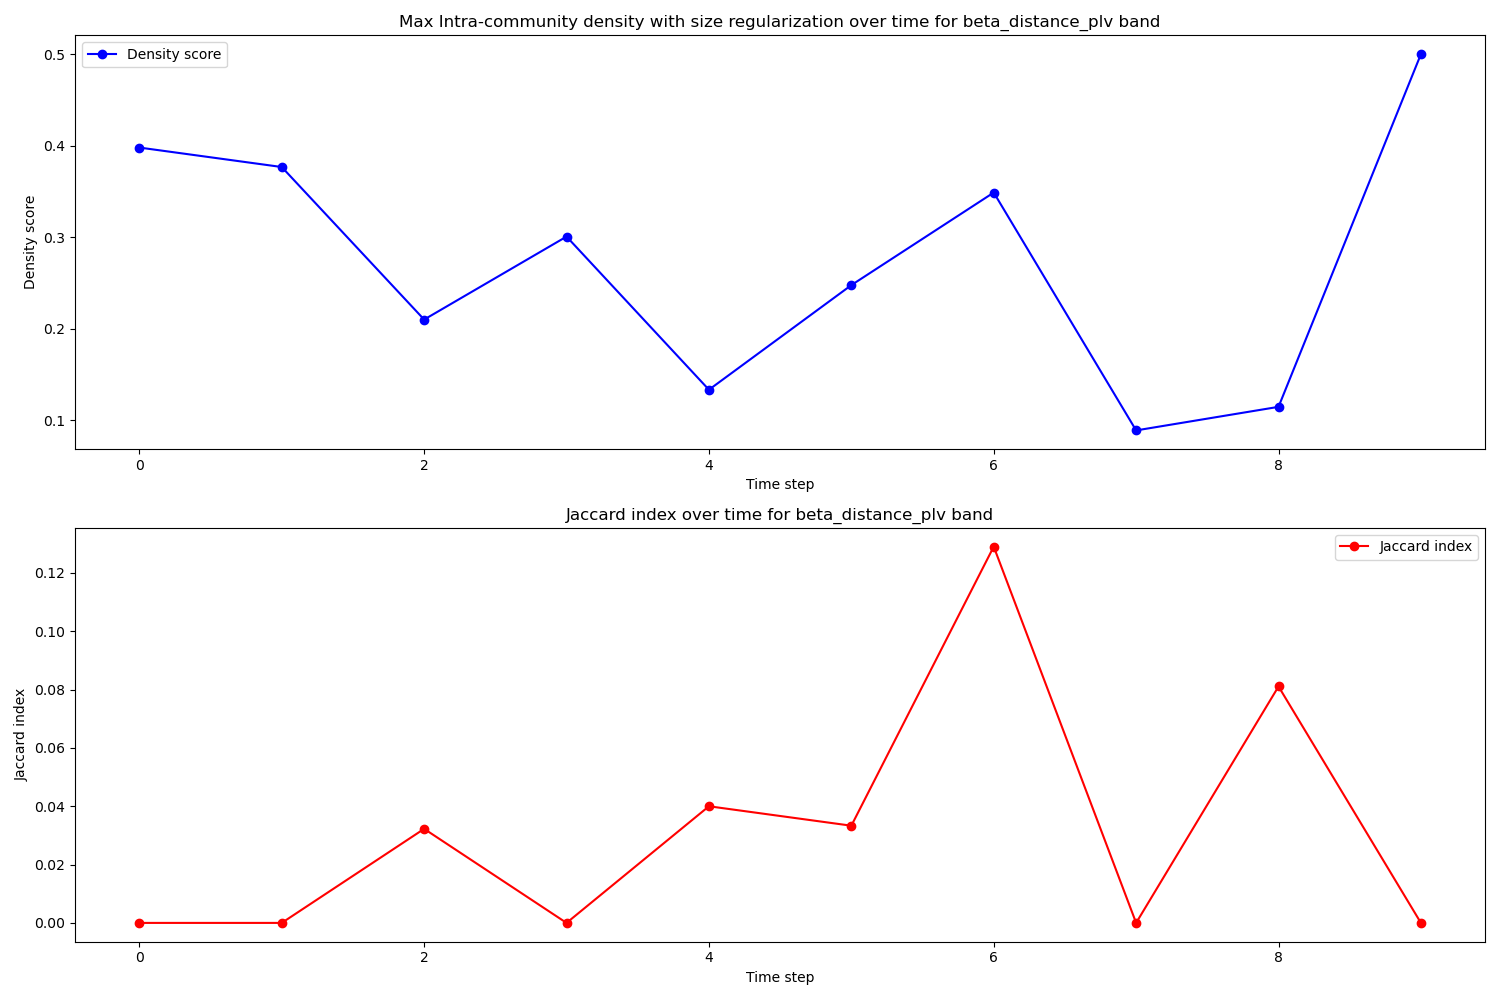 Max Intra-community density with size regularization over time for beta_distance_plv band
Density score
0.5
0.4
0.3
0.2
0.1
Density score
0 2 4 6 8
Time step
Jaccard index over time for beta_distance_plv band
Jaccard index
0.12
0.10
0.08
0.06
0.04
0.02
0.00
Jaccard index
0 2 4 6 8
Time step